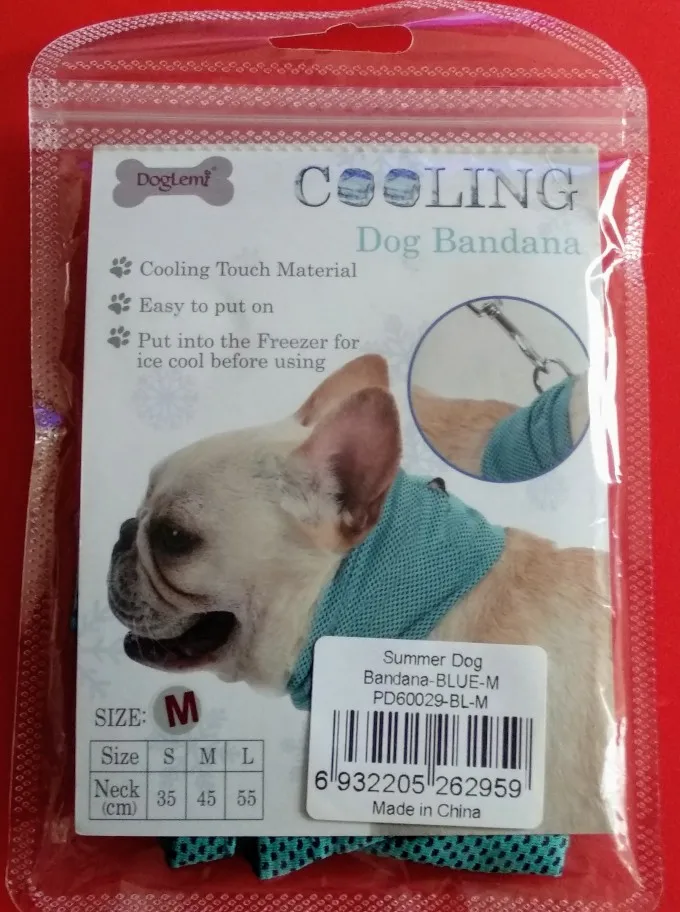 DogLemi®
COOLING
Dog Bandana
Cooling Touch Material
Easy to put on
Put into the Freezer for
ice cool before using
SIZE: M
Size S M L
Neck (cm) 35 45 55
Summer Dog
Bandana-BLUE-M
PD60029-BL-M
6 932205 262959
Made in China